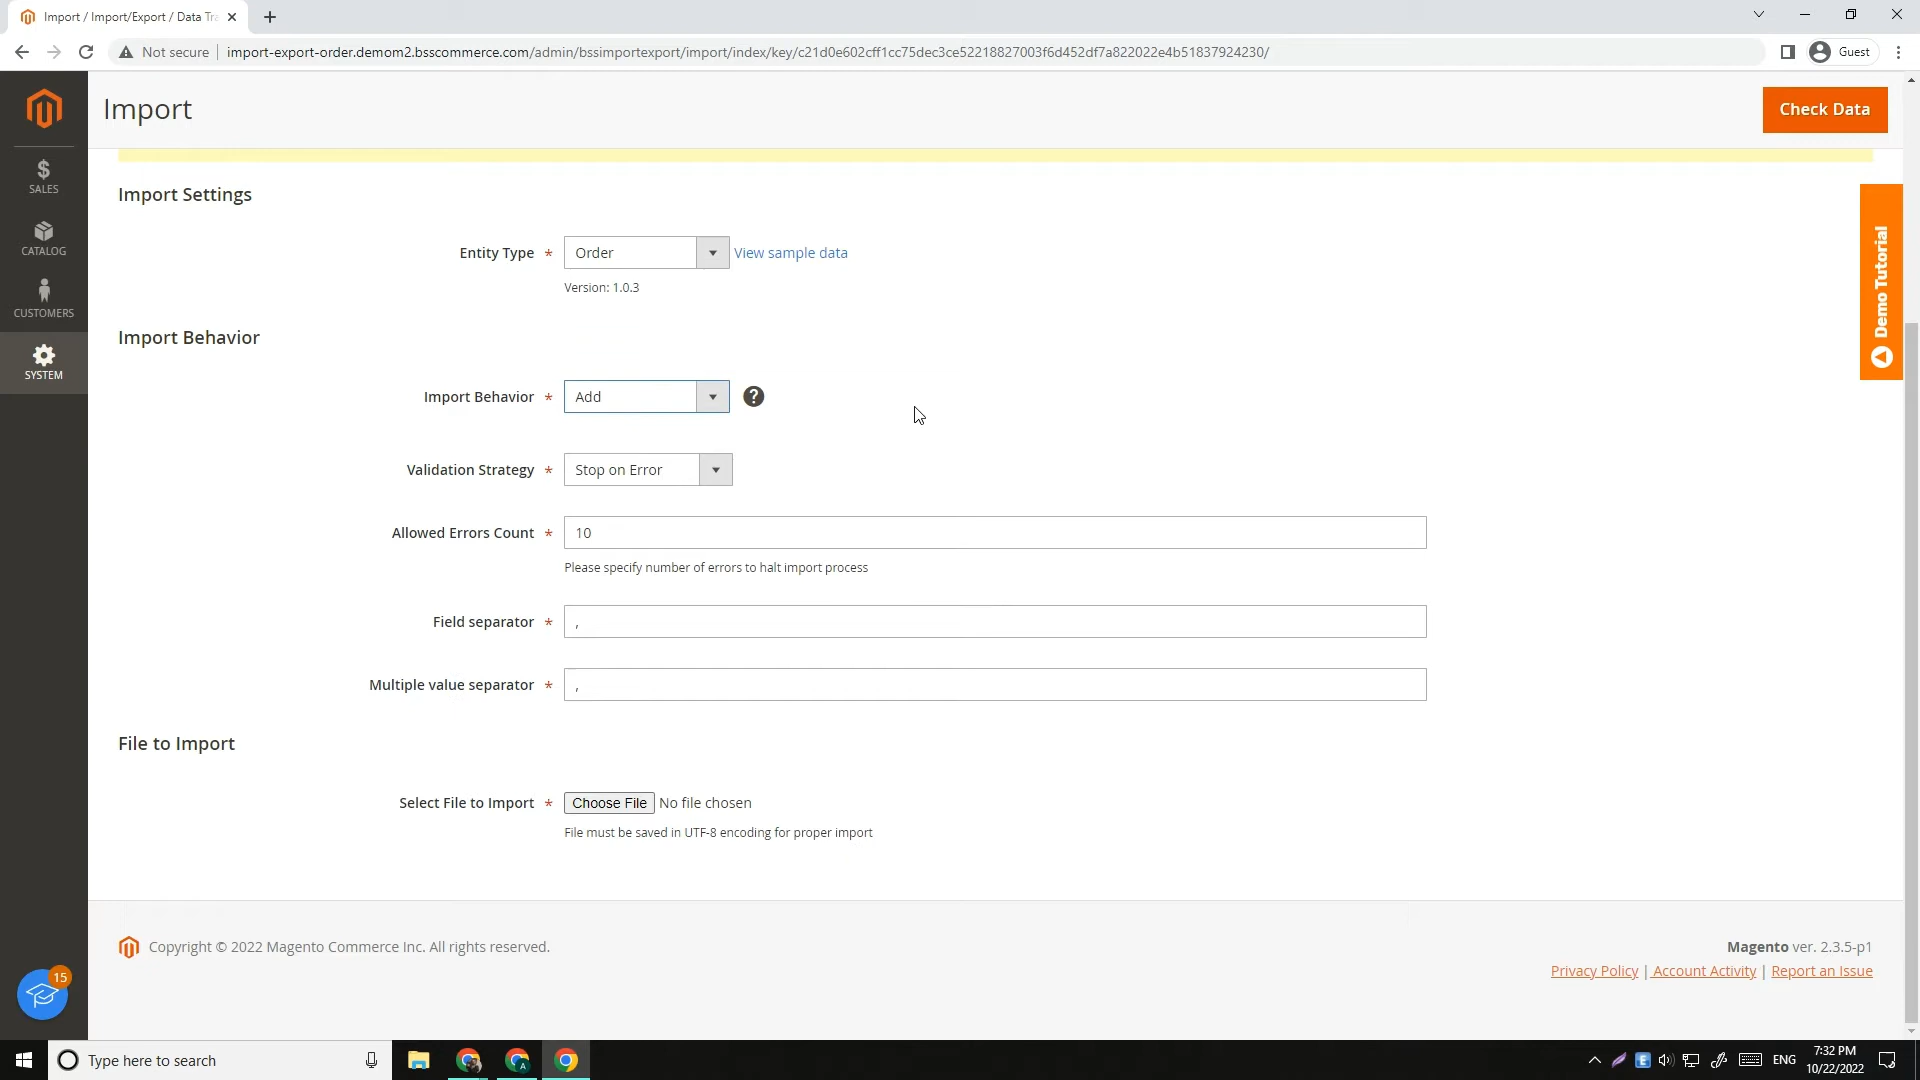 Import / Import/Export / Data Tra
Not secure
import-export-order.demom2.bsscommerce.com/admin/bssimportexport/import/index/key/c21d0e602cff1cc75dec3ce52218827003f6d452df7a822022e4b51837924230/
Guest
Import
Check Data
SALES
CATALOG
CUSTOMERS
SYSTEM
Import Settings
Entity Type *
Order
View sample data
Version: 1.0.3
Import Behavior
Import Behavior *
Add
?
Validation Strategy *
Stop on Error
Allowed Errors Count *
10
Please specify number of errors to halt import process
Field separator *
,
Multiple value separator *
,
File to Import
Select File to Import *
Choose File No file chosen
File must be saved in UTF-8 encoding for proper import
Demo Tutorial
Copyright © 2022 Magento Commerce Inc. All rights reserved.
Magento ver. 2.3.5-p1
Privacy Policy | Account Activity | Report an Issue
15
Type here to search
A
E
ENG
7:32 PM
10/22/2022